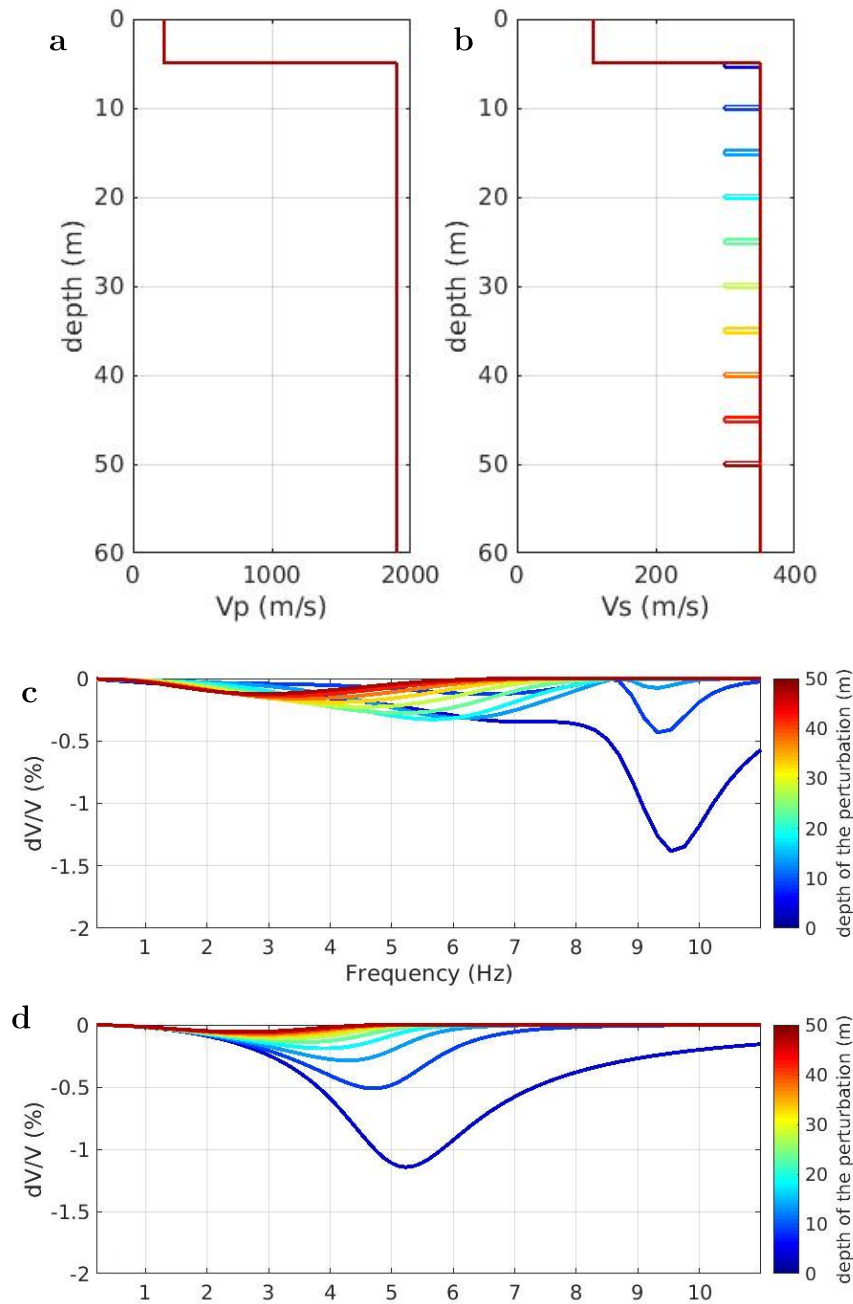 a
0
10
20
30
40
50
60
depth (m)
0 1000 2000
Vp (m/s)
b
0
10
20
30
40
50
60
depth (m)
0 200 400
Vs (m/s)
c
0
-0.5
-1
-1.5
-2
dV/V (%)
1 2 3 4 5 6 7 8 9 10
Frequency (Hz)
50
40
30
20
10
0
depth of the perturbation (m)
d
0
-0.5
-1
-1.5
-2
dV/V (%)
1 2 3 4 5 6 7 8 9 10
50
40
30
20
10
0
depth of the perturbation (m)